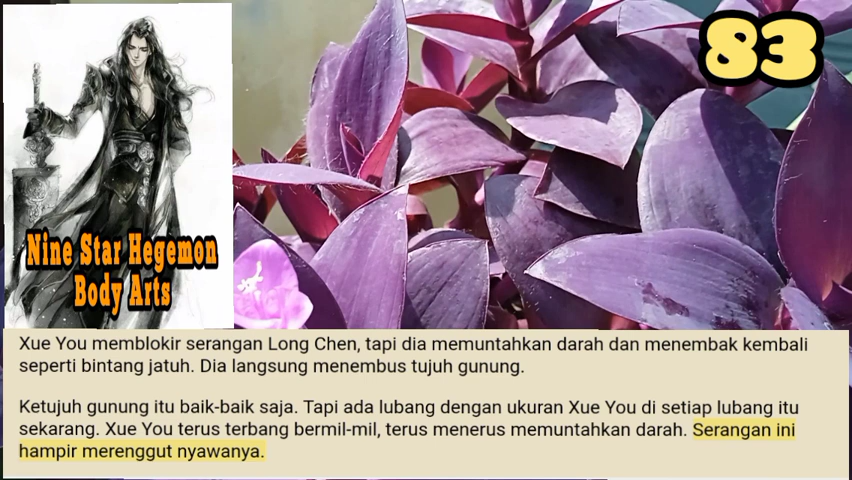 83
Nine Star Hegemon
Body Arts
Xue You memblokir serangan Long Chen, tapi dia memuntahkan darah dan menembak kembali
seperti bintang jatuh. Dia langsung menembus tujuh gunung.
Ketujuh gunung itu baik-baik saja. Tapi ada lubang dengan ukuran Xue You di setiap lubang itu
sekarang. Xue You terus terbang bermil-mil, terus menerus memuntahkan darah. Serangan ini
hampir merenggut nyawanya.